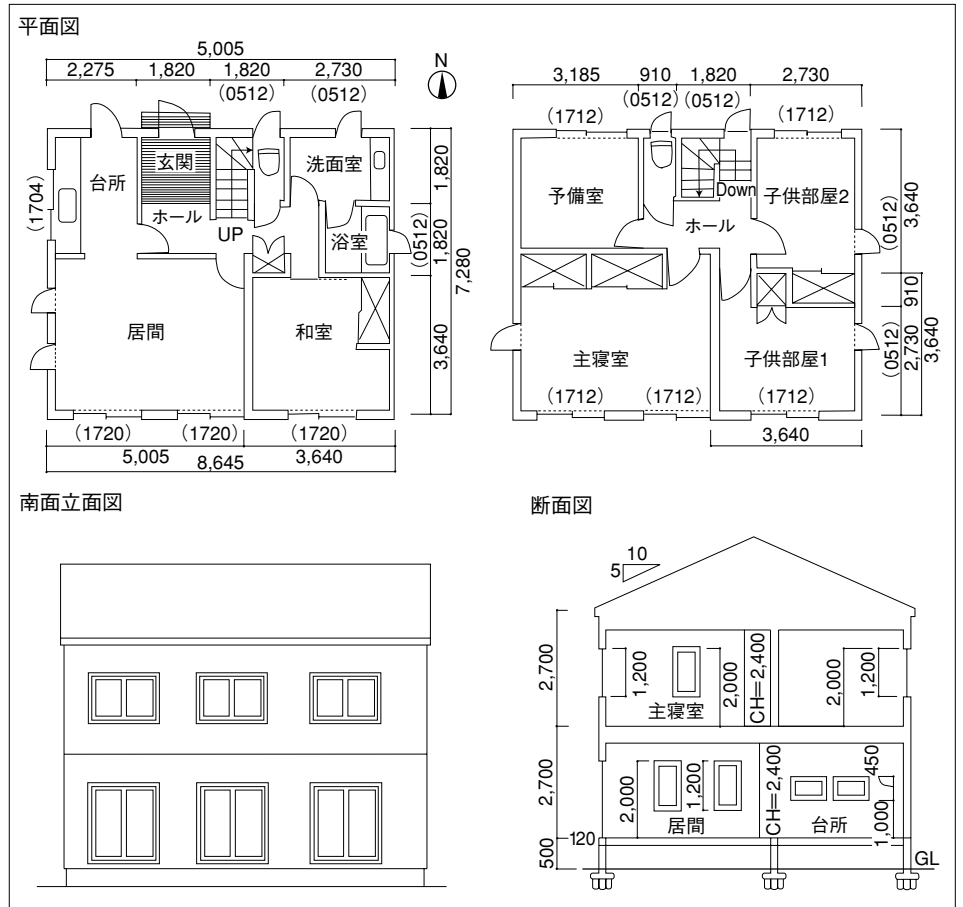 平面図
5,005
2,275 1,820 1,820 2,730
(0512) (0512)
N
3,185 910 1,820 2,730
(1712) (0512) (0512) (1712)
玄関
洗面室
台所
ホール
UP
浴室
(1704)
1,820
(0512)
1,820
7,280
3,640
居間
和室
(1720) (1720) (1720)
5,005 3,640
8,645
予備室
Down
子供部屋2
ホール
主寝室
子供部屋1
(0512)
3,640
910
(0512)
2,730
3,640
(1712) (1712) (1712)
3,640
南面立面図
断面図
10
5
2,700
1,200
2,000
CH=2,400
2,000
1,200
主寝室
2,700
2,000
1,200
CH=2,400
450
1,000
居間
台所
120
500
GL